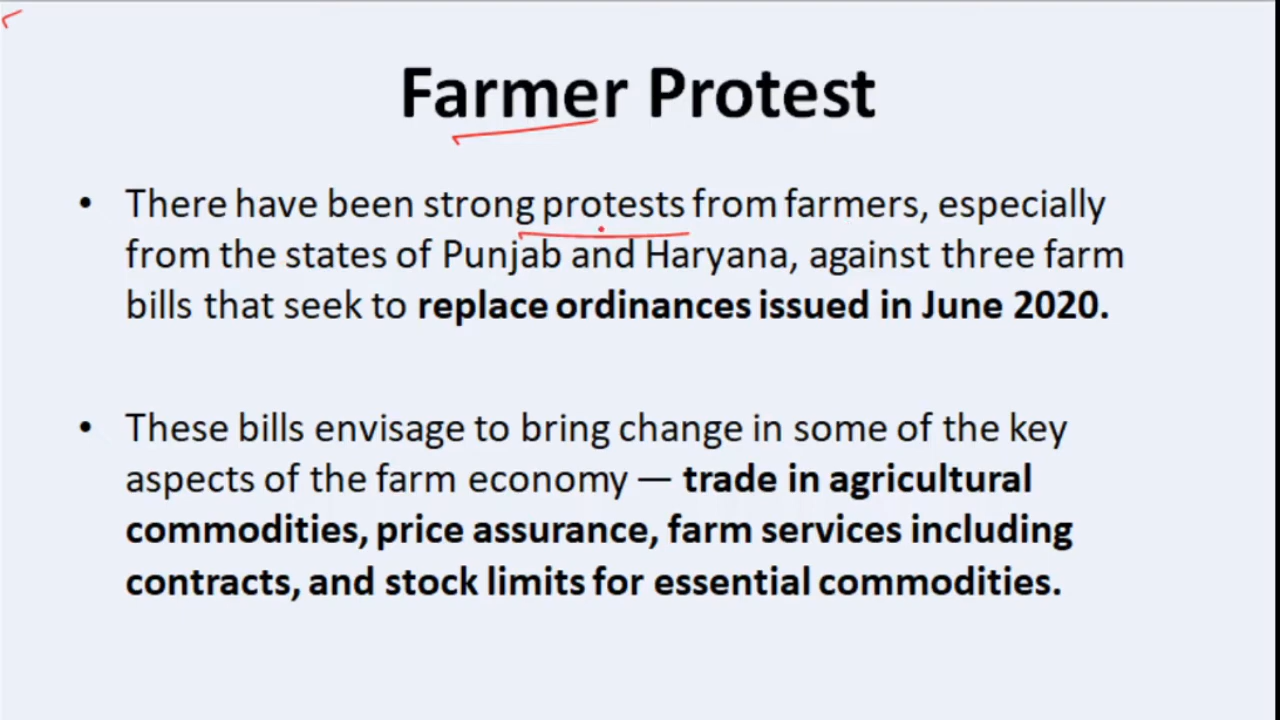 Farmer Protest
• There have been strong protests from farmers, especially
from the states of Punjab and Haryana, against three farm
bills that seek to replace ordinances issued in June 2020.
• These bills envisage to bring change in some of the key
aspects of the farm economy — trade in agricultural
commodities, price assurance, farm services including
contracts, and stock limits for essential commodities.